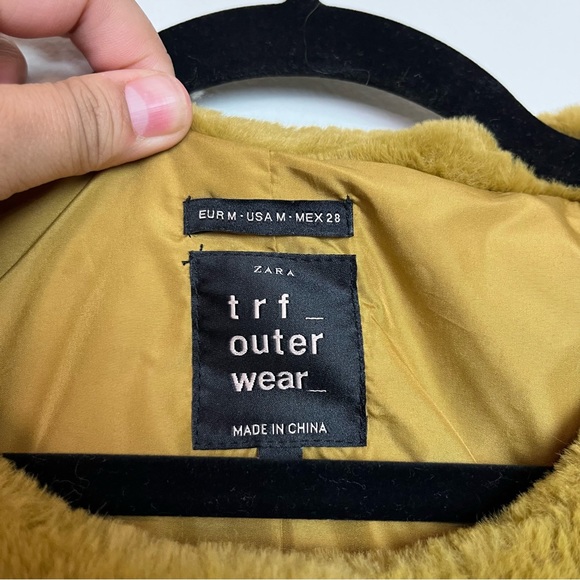 EUR M - USA M - MEX 28
ZARA
trf_
outer
wear_
MADE IN CHINA